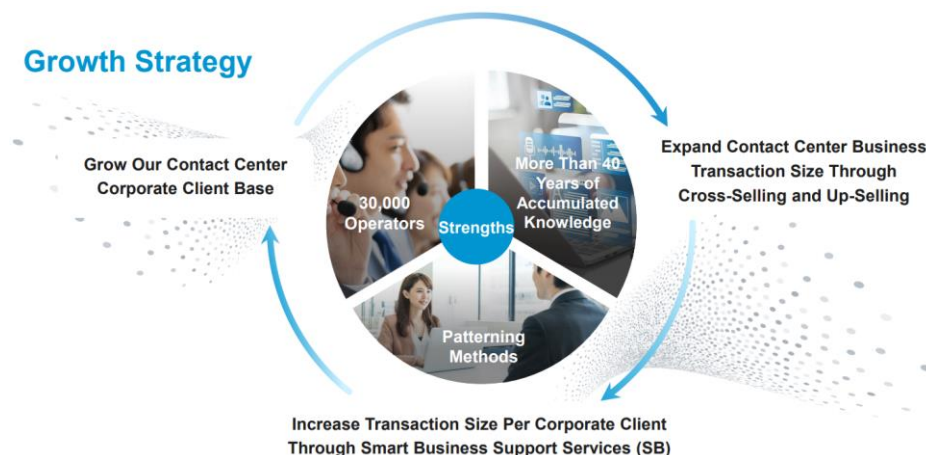 Growth Strategy
Grow Our Contact Center
Corporate Client Base
30,000
Operators
Strengths
More Than 40
Years of
Accumulated
Knowledge
Expand Contact Center Business
Transaction Size Through
Cross-Selling and Up-Selling
Patterning
Methods
Increase Transaction Size Per Corporate Client
Through Smart Business Support Services (SB)